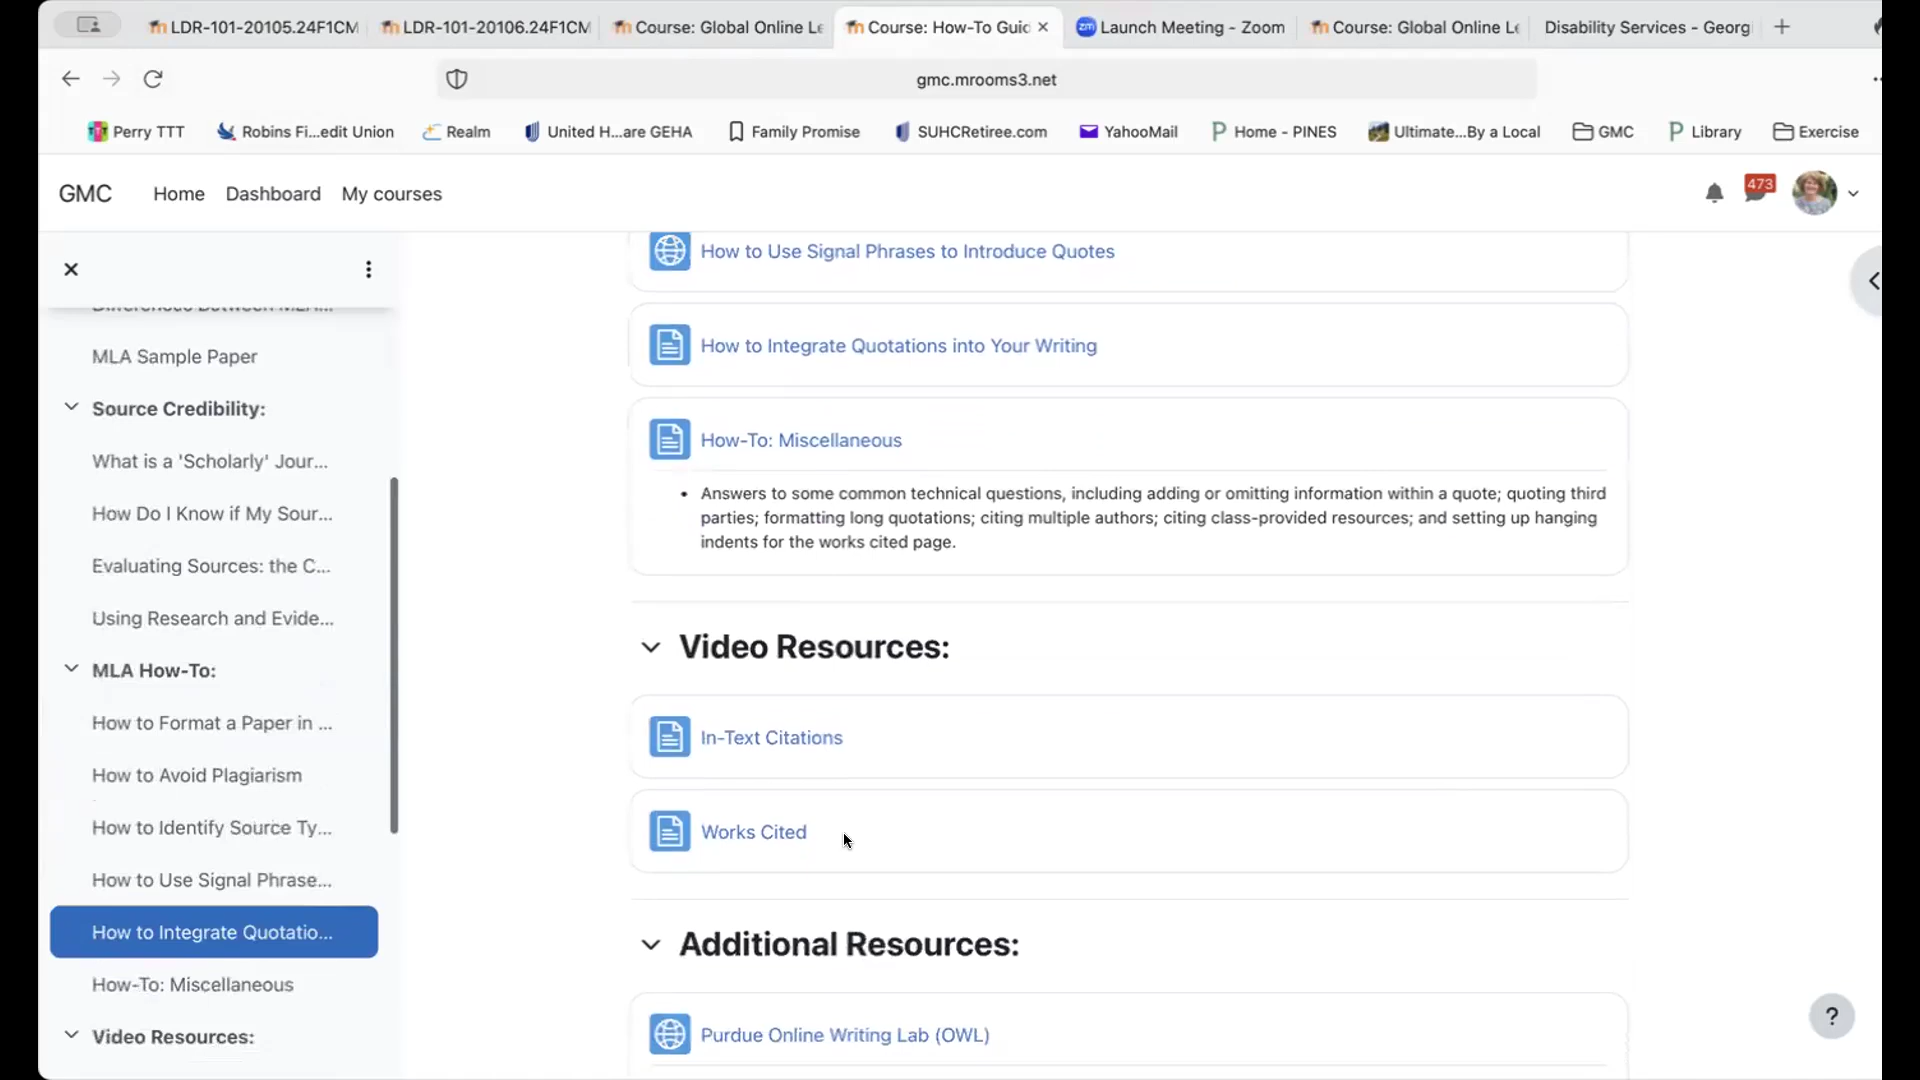 LDR-101-20105.24F1CM
LDR-101-20106.24F1CM
Course: Global Online Le
Course: How-To Guid
zm Launch Meeting - Zoom
Course: Global Online Le
Disability Services - Georgi
gmc.mrooms3.net
Perry TTT
Robins Fi...edit Union
Realm
United H...are GEHA
Family Promise
SUHCRetiree.com
YahooMail
Home - PINES
Ultimate...By a Local
GMC
Library
Exercise
GMC
Home
Dashboard
My courses
473
MLA Sample Paper
Source Credibility:
What is a 'Scholarly' Jour...
How Do I Know if My Sour...
Evaluating Sources: the C...
Using Research and Evide...
MLA How-To:
How to Format a Paper in ...
How to Avoid Plagiarism
How to Identify Source Ty...
How to Use Signal Phrase...
How to Integrate Quotatio...
How-To: Miscellaneous
Video Resources:
How to Use Signal Phrases to Introduce Quotes
How to Integrate Quotations into Your Writing
How-To: Miscellaneous
• Answers to some common technical questions, including adding or omitting information within a quote; quoting third
parties; formatting long quotations; citing multiple authors; citing class-provided resources; and setting up hanging
indents for the works cited page.
Video Resources:
In-Text Citations
Works Cited
Additional Resources:
Purdue Online Writing Lab (OWL)
?